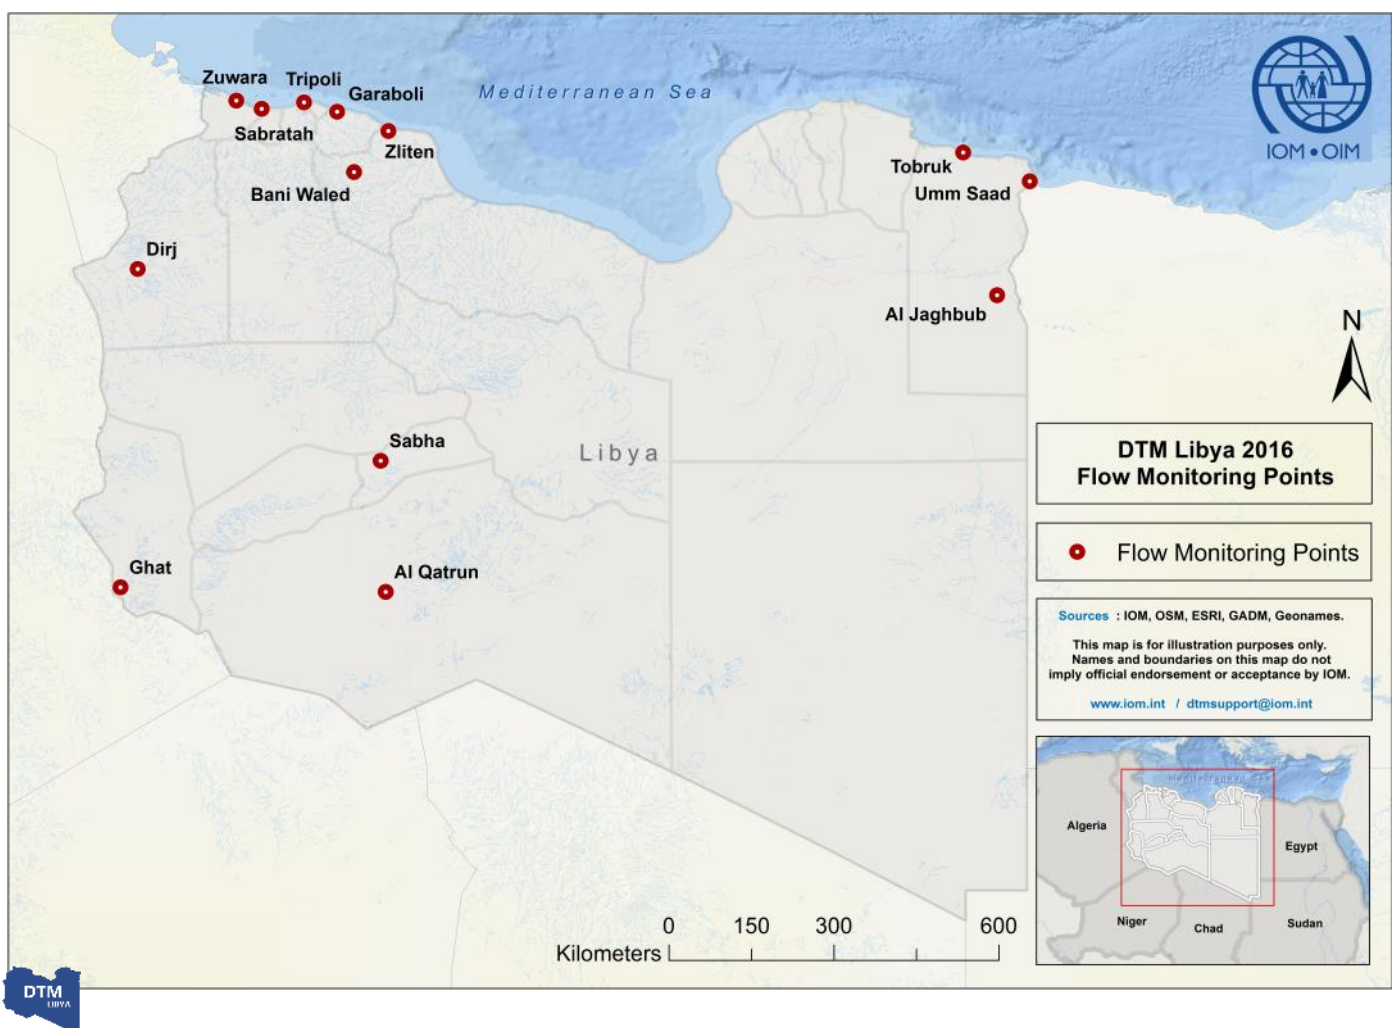 Zuwara
Tripoli
Garaboli
Sabratah
Zliten
Bani Waled
Mediterranean Sea
Tobruk
Umm Saad
IOM•OIM
Dirj
Al Jaghbub
N
Sabha
Libya
Ghat
Al Qatrun
DTM Libya 2016
Flow Monitoring Points
Flow Monitoring Points
Sources : IOM, OSM, ESRI, GADM, Geonames.
This map is for illustration purposes only.
Names and boundaries on this map do not
imply official endorsement or acceptance by IOM.
www.iom.int / dtmsupport@iom.int
Mediterranean Sea
Algeria
Egypt
Niger
Chad
Sudan
0 150 300 600
Kilometers
DTM
LIBYA